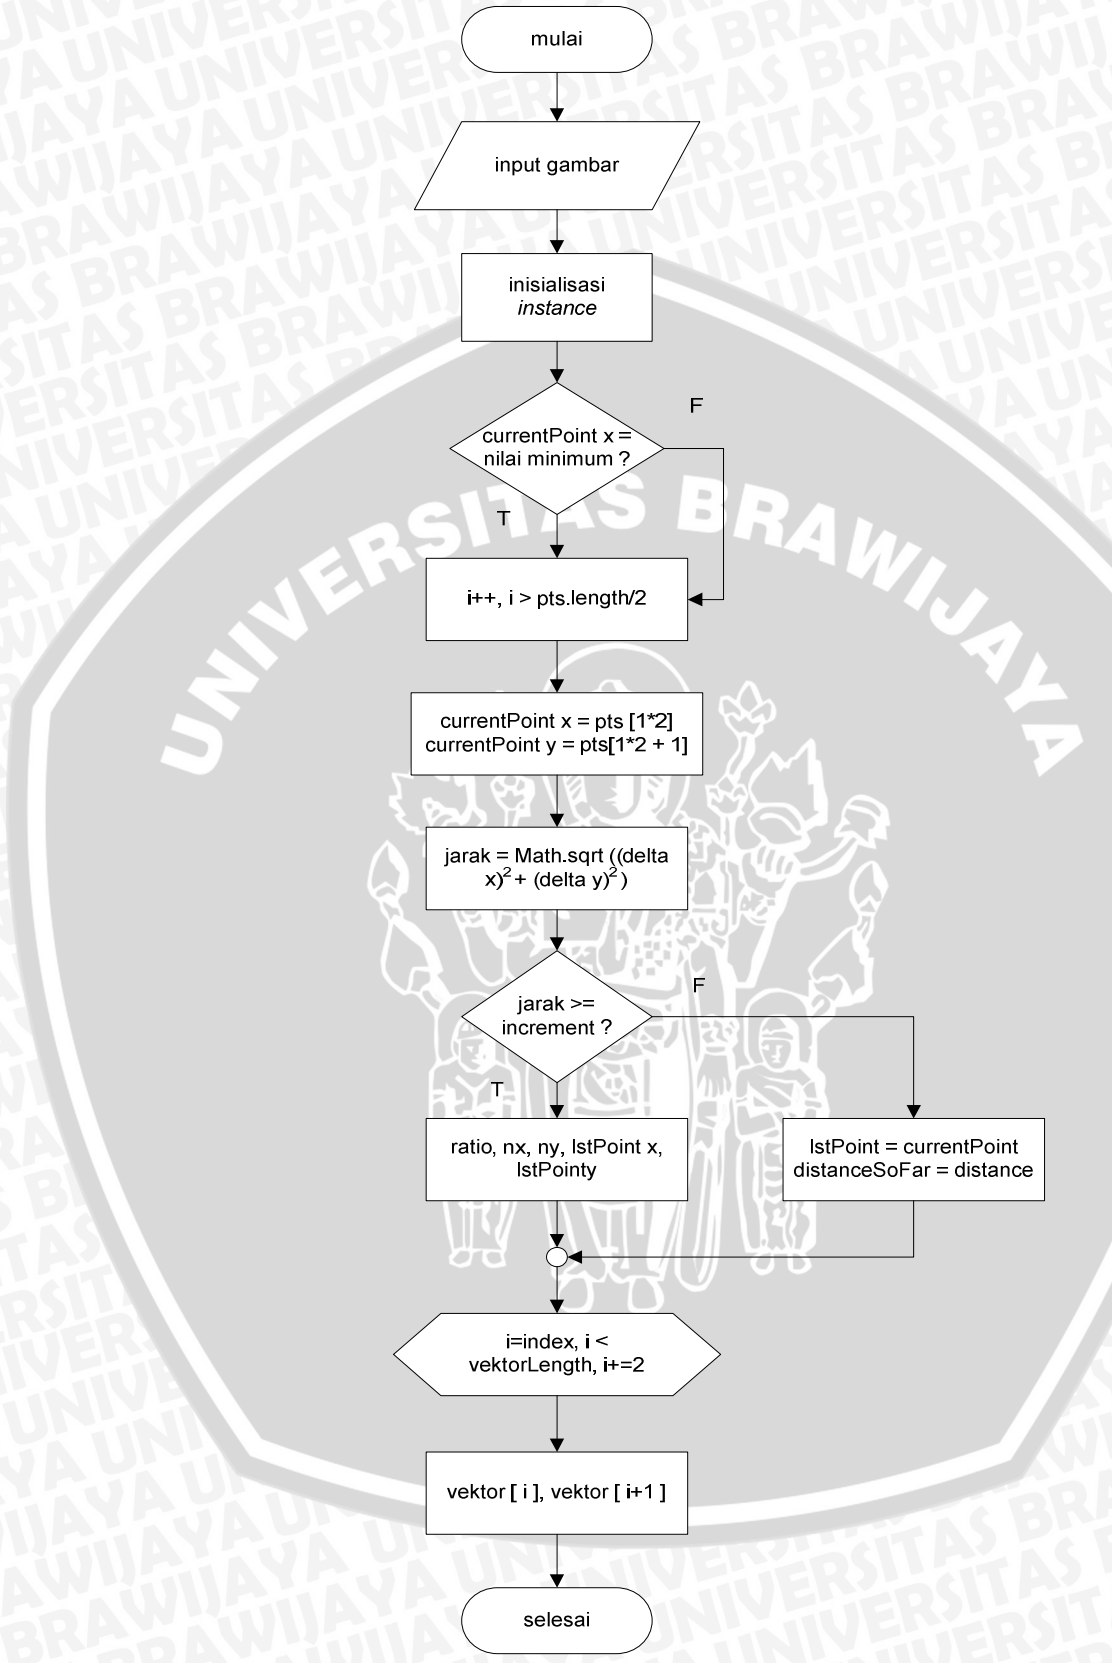 mulai
input gambar
inisialisasi
instance
currentPoint x =
nilai minimum ?
F
T
i++, i > pts.length/2
currentPoint x = pts [1*2]
currentPoint y = pts[1*2 + 1]
jarak = Math.sqrt ((delta
x)² + (delta y)² )
jarak >=
increment ?
F
T
ratio, nx, ny, lstPoint x,
lstPointy
lstPoint = currentPoint
distanceSoFar = distance
i=index, i <
vektorLength, i+=2
vektor [ i ], vektor [ i+1 ]
selesai
UNIVERSITAS BRAWIJAYA